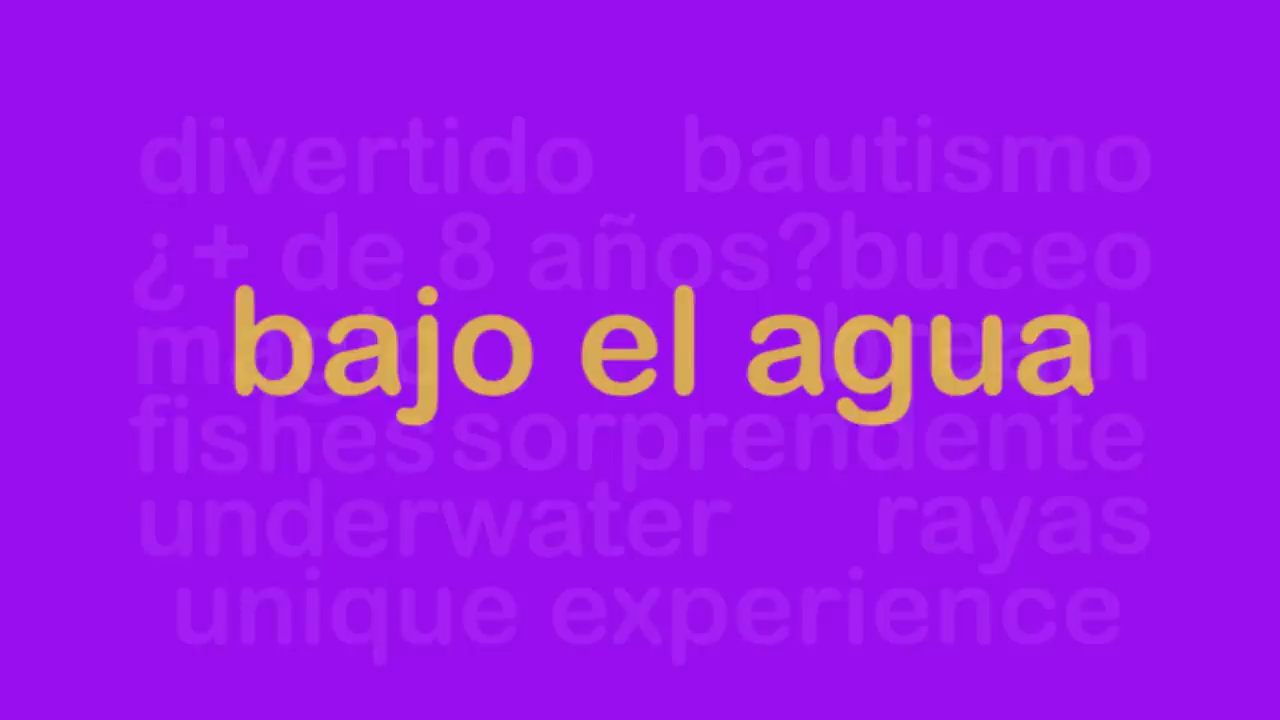 divertido bautismo
¿+ de 8 años?buceo
bajo el agua
fishes sorprendente
underwater rayas
unique experience